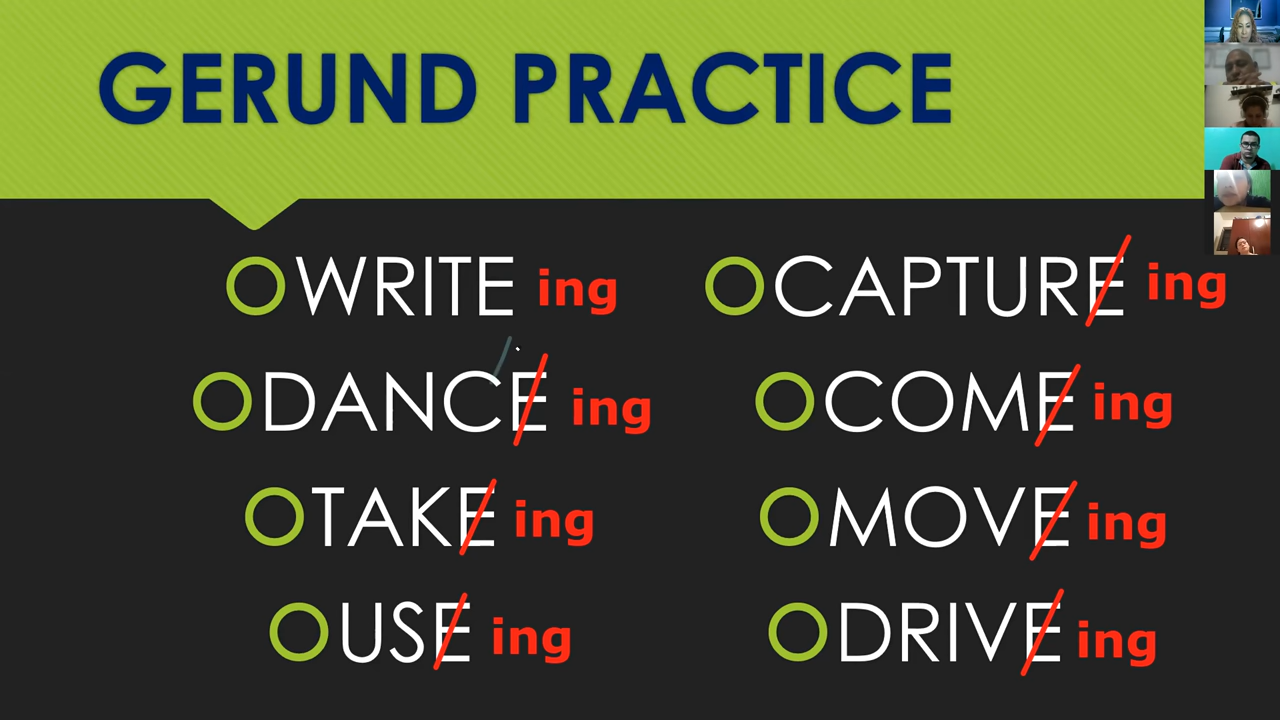 GERUND PRACTICE
WRITE ing
DANCE ing
TAKE ing
USE ing
CAPTURE ing
COME ing
MOVE ing
DRIVE ing